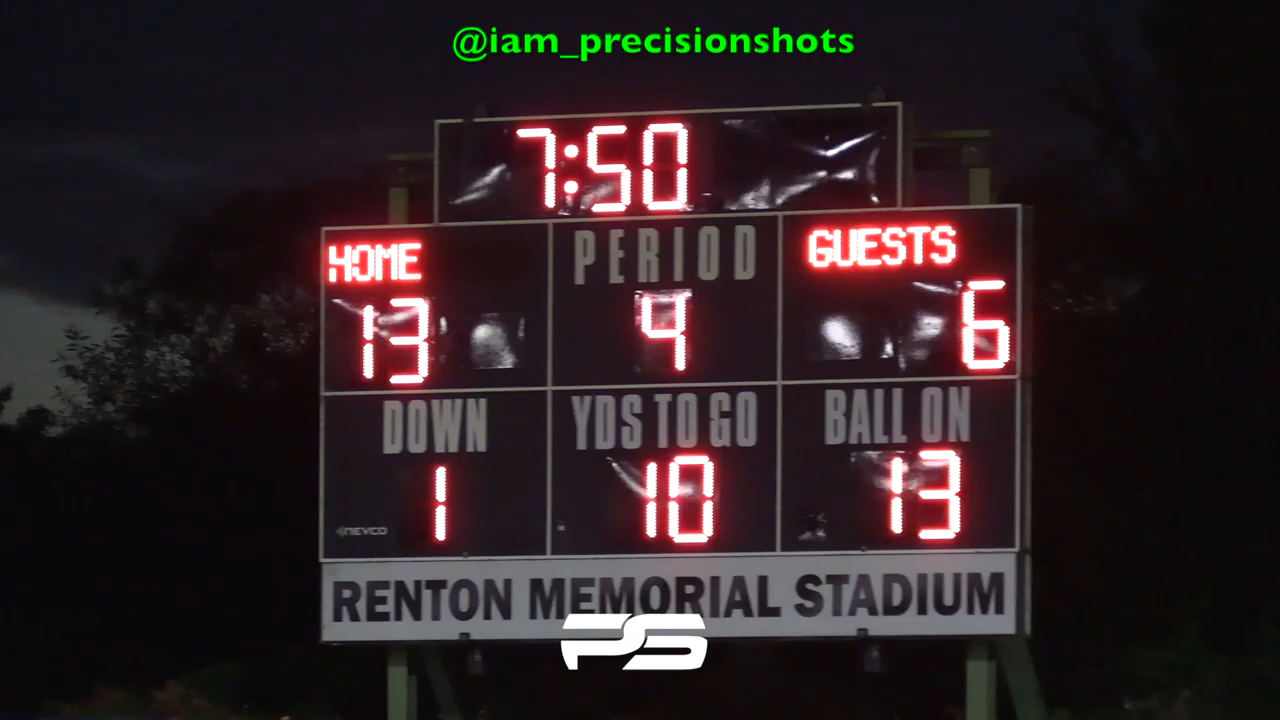 @iam_precisionshots
7:50
HOME
PERIOD
GUESTS
13
4
6
DOWN
YDS TO GO
BALL ON
1
10
13
NEVCO
RENTON MEMORIAL STADIUM
PS